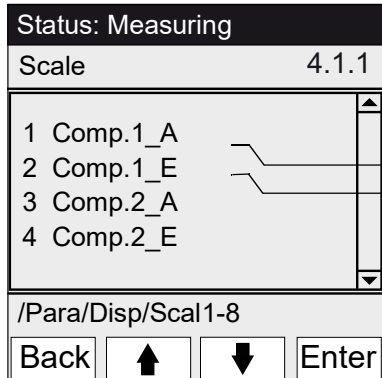 Status: Measuring
Scale 4.1.1
1 Comp.1_A
2 Comp.1_E
3 Comp.2_A
4 Comp.2_E
/Para/Disp/Scal1-8
Back Enter